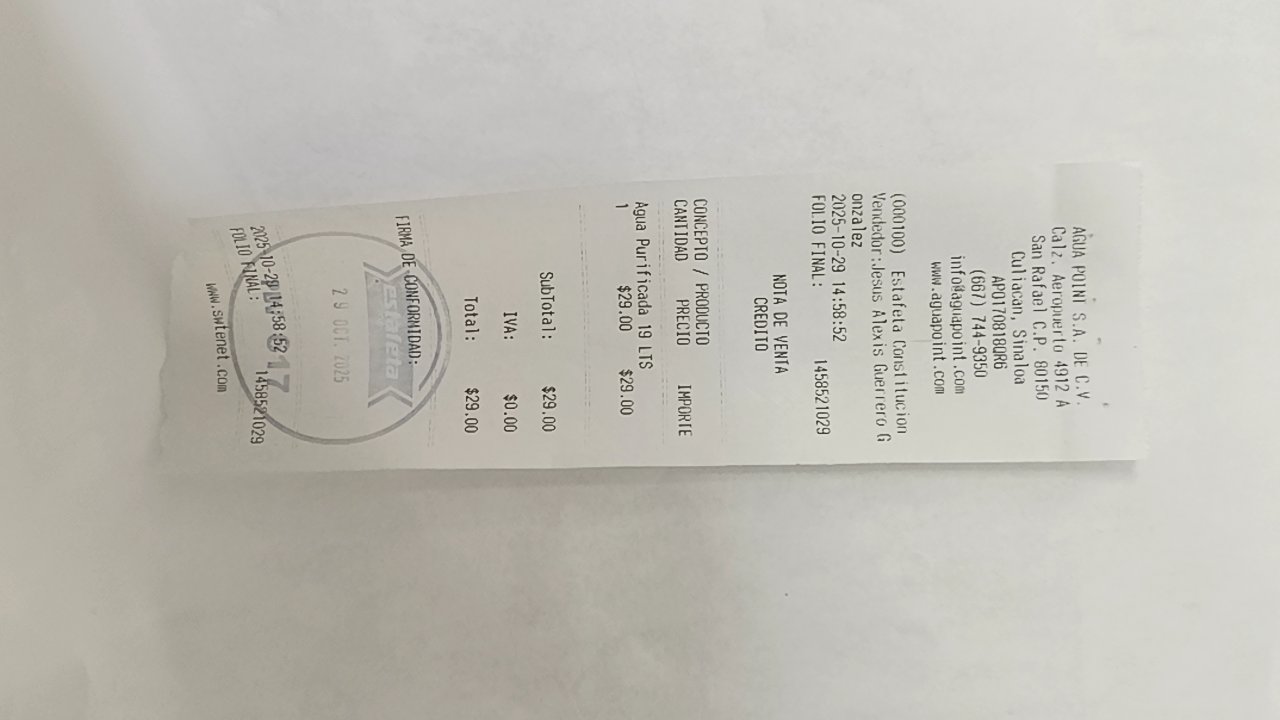 AGUA POINT S.A. DE C.V.
Calz. Aeropuerto 4912 A
San Rafael C.P. 80150
Culiacan, Sinaloa
APO170818QR6
(667) 744-9350
info@aguapoint.com
www.aguapoint.com
(000100) Estafeta Constitucion
Vendedor:Jesus Alexis Guerrero G
onzalez
2025-10-29 14:58:52
FOLIO FINAL: 1458521029
NOTA DE VENTA
CREDITO
CONCEPTO / PRODUCTO
CANTIDAD PRECIO IMPORTE
Agua Purificada 19 LTS
1 $29.00 $29.00
SubTotal: $29.00
IVA: $0.00
Total: $29.00
FIRMA DE CONFORMIDAD:
estafeta
29 OCT. 2025
17
2025-10-29 14:58:52
FOLIO FINAL: 1458521029
www.swtenet.com